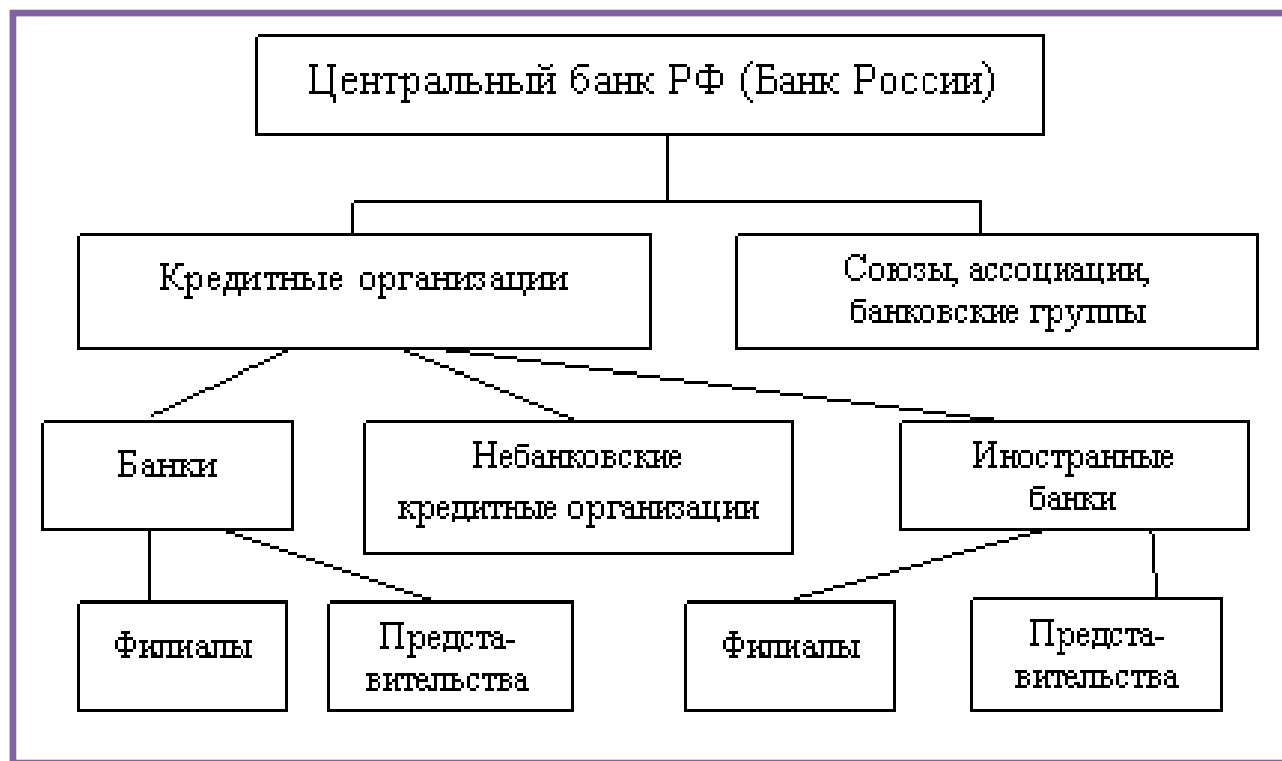 Центральный банк РФ (Банк России)
Кредитные организации
Союзы, ассоциации,
банковские группы
Банки
Небанковские
кредитные организации
Иностранные
банки
Филиалы
Предста-
вительства
Филиалы
Предста-
вительства